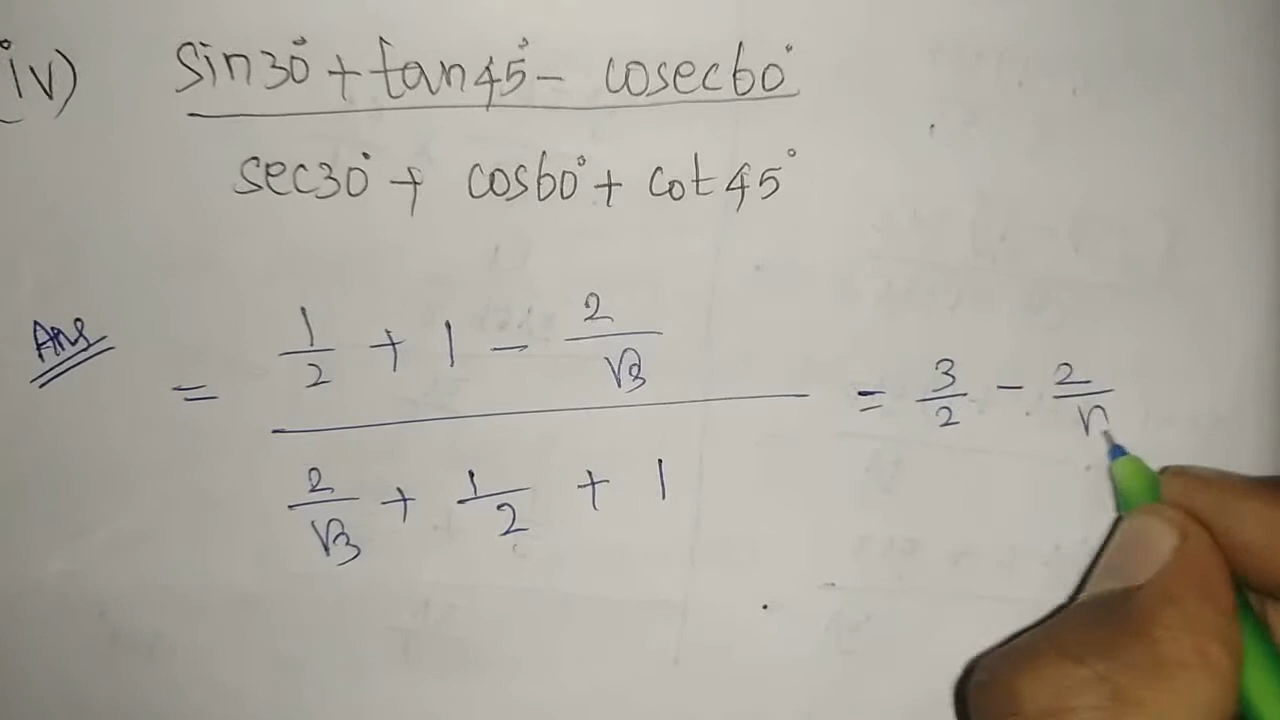 (iv) sin30° + tan45° - cosec60°
sec30° + cos60° + cot45°
Ans
= 1/2 + 1 - 2/√3
2/√3 + 1/2 + 1
= 3/2 - 2/√